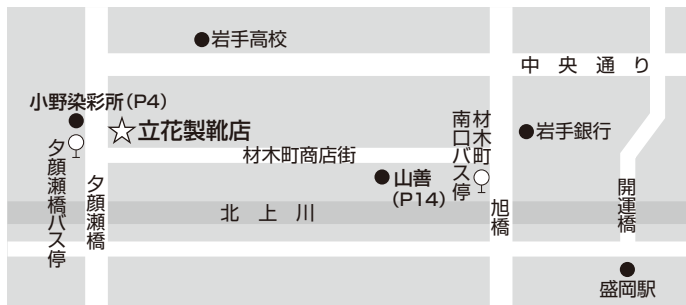 岩手高校
中央通り
小野染彩所(P4)
☆立花製靴店
材木町
南口バス停
岩手銀行
材木町商店街
夕顔瀬橋バス停
夕顔瀬橋
山善
(P14)
北上川
旭橋
開運橋
盛岡駅